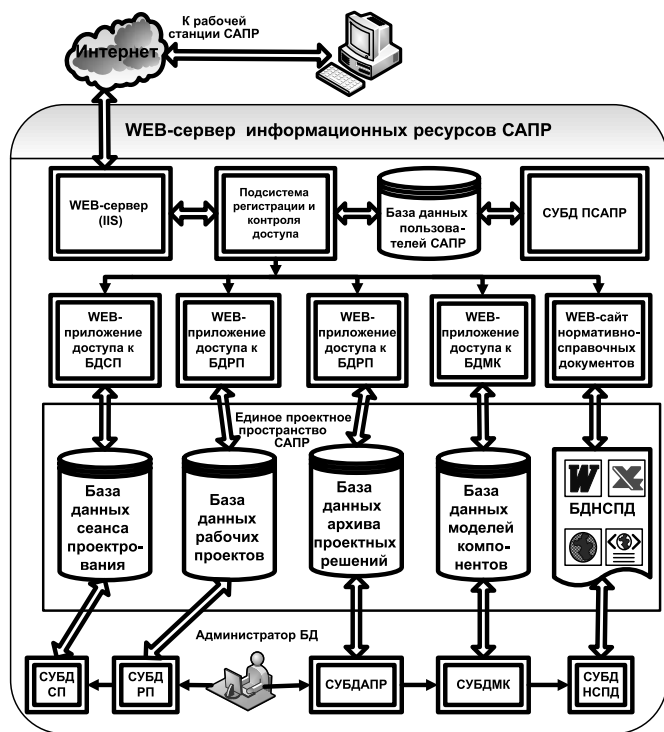 К рабочей
станции САПР
Интернет
WEB-сервер информационных ресурсов САПР
WEB-сервер
(IIS)
Подсистема
регистрации и
контроля
доступа
База данных
пользова-
телей САПР
СУБД ПСАПР
WEB-
приложение
доступа к
БДСП
WEB-
приложение
доступа к
БДРП
WEB-
приложение
доступа к
БДРП
WEB-
приложение
доступа к
БДМК
WEB-сайт
нормативно-
справочных
документов
Единое проектное
пространство
САПР
База
данных
сеанса
проектро-
вания
База
данных
рабочих
проектов
База
данных
архива
проектных
решений
База
данных
моделей
компо-
нентов
W
X
БДНСПД
Администратор БД
СУБД
СП
СУБД
РП
СУБДАПР
СУБДМК
СУБД
НСПД